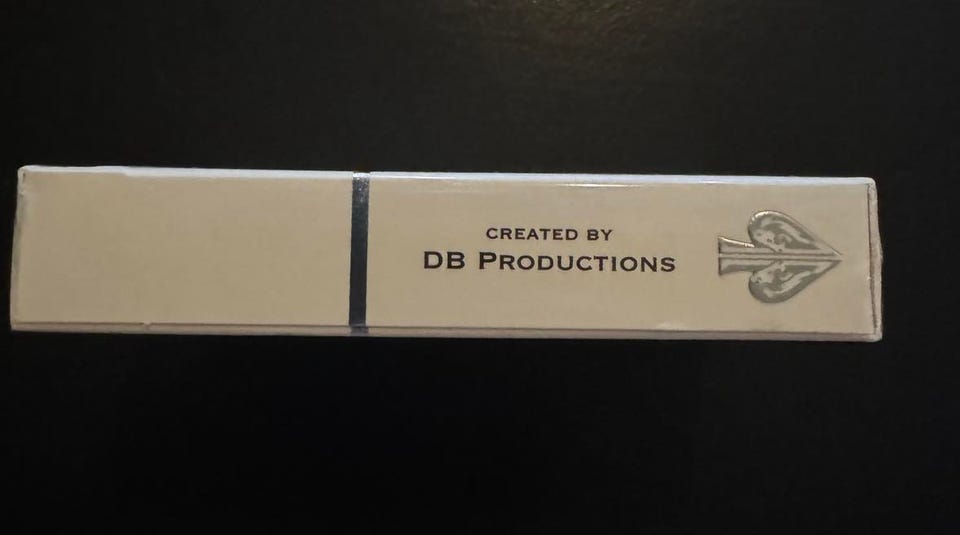 CREATED BY
DB PRODUCTIONS